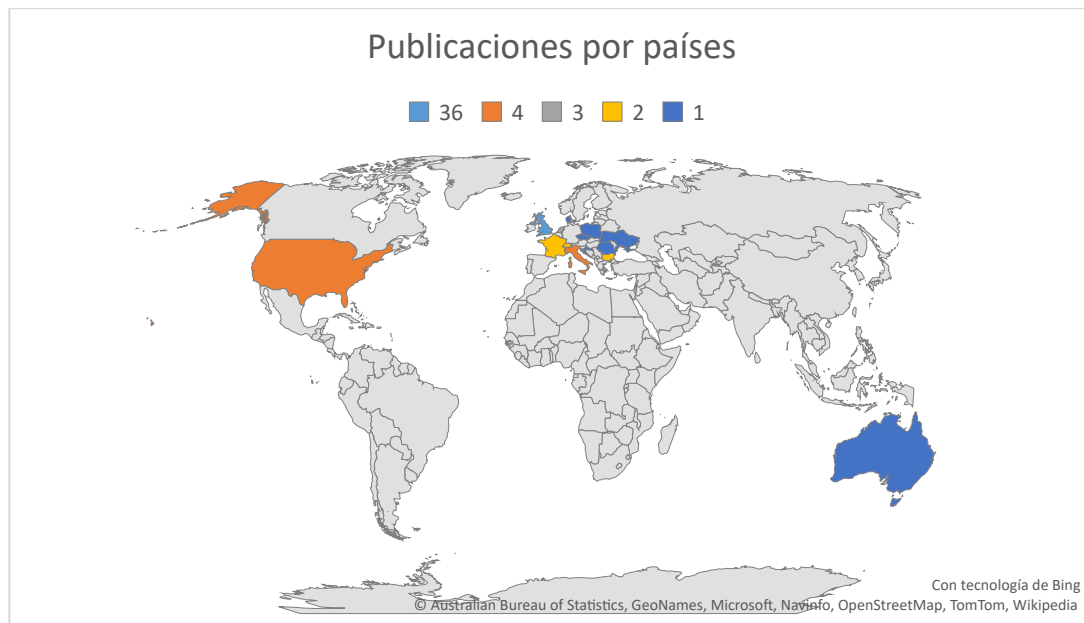 Publicaciones por países
36 4 3 2 1
Con tecnología de Bing
© Australian Bureau of Statistics, GeoNames, Microsoft, Navinfo, OpenStreetMap, TomTom, Wikipedia